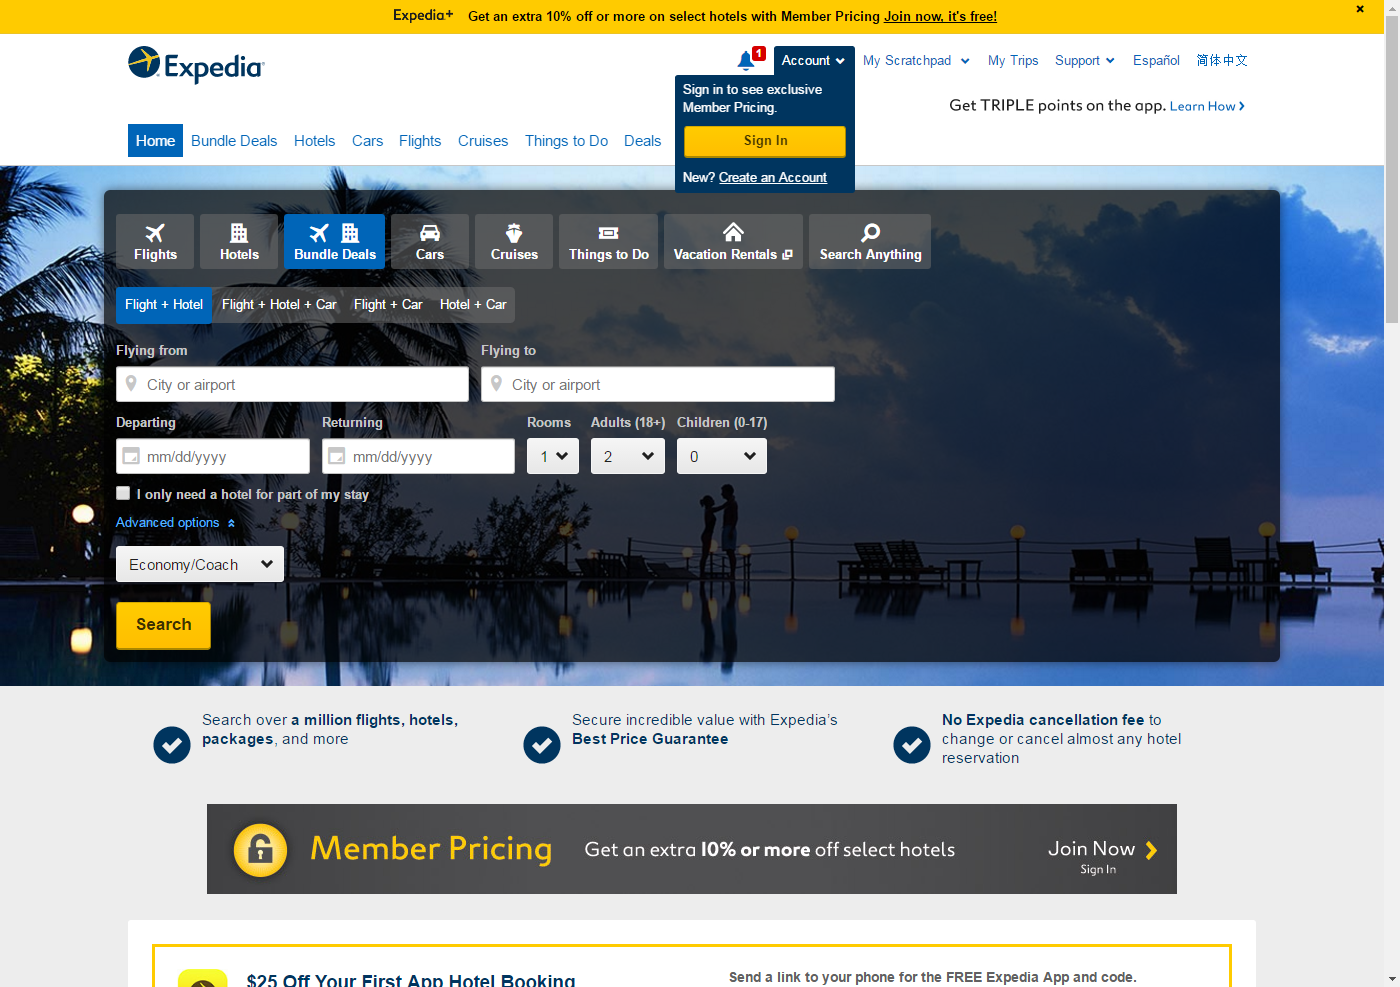 Expedia+ Get an extra 10% off or more on select hotels with Member Pricing Join now, it's free!
Expedia
1
Account
My Scratchpad
My Trips
Support
Español
简体中文
Sign in to see exclusive
Member Pricing.
Sign In
New? Create an Account
Get TRIPLE points on the app. Learn How
Home
Bundle Deals
Hotels
Cars
Flights
Cruises
Things to Do
Deals
Flights
Hotels
Bundle Deals
Cars
Cruises
Things to Do
Vacation Rentals
Search Anything
Flight + Hotel
Flight + Hotel + Car
Flight + Car
Hotel + Car
Flying from
Flying to
City or airport
City or airport
Departing
Returning
Rooms
Adults (18+)
Children (0-17)
mm/dd/yyyy
mm/dd/yyyy
1
2
0
I only need a hotel for part of my stay
Advanced options
Economy/Coach
Search
Search over a million flights, hotels,
packages, and more
Secure incredible value with Expedia's
Best Price Guarantee
No Expedia cancellation fee to
change or cancel almost any hotel
reservation
Member Pricing
Get an extra 10% or more off select hotels
Join Now
Sign In
$25 Off Your First App Hotel Booking
Send a link to your phone for the FREE Expedia App and code.